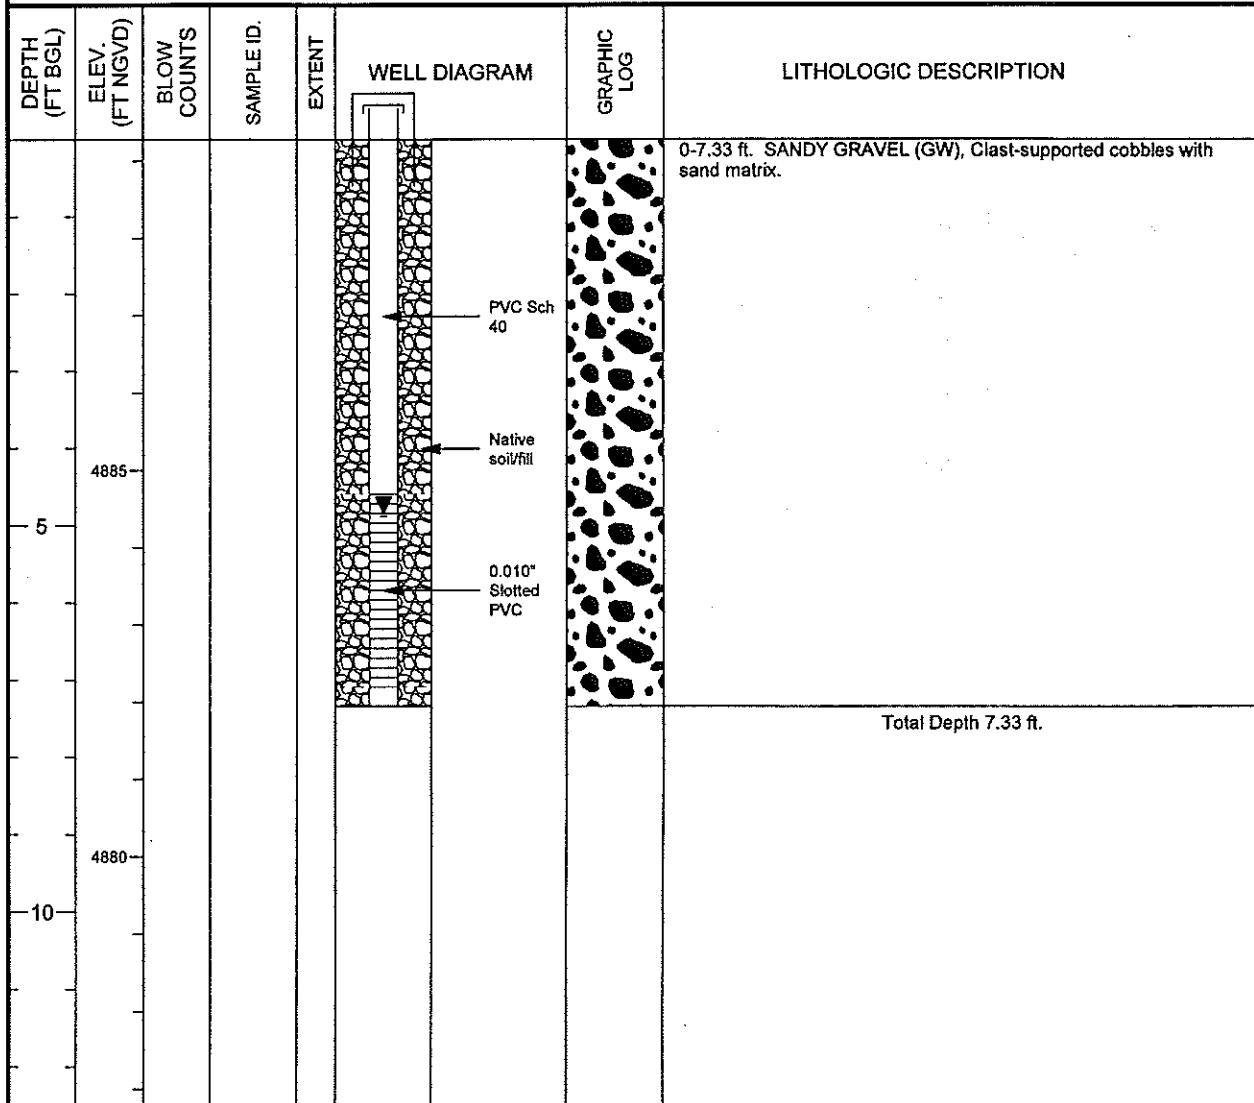 DEPTH
(FT BGL)
ELEV.
(FT NGVD)
BLOW
COUNTS
SAMPLE ID.
EXTENT
WELL DIAGRAM
GRAPHIC
LOG
LITHOLOGIC DESCRIPTION
0-7.33 ft. SANDY GRAVEL (GW), Clast-supported cobbles with
sand matrix.
PVC Sch
40
Native
soil/fill
4885
5
0.010"
Slotted
PVC
Total Depth 7.33 ft.
4880
10